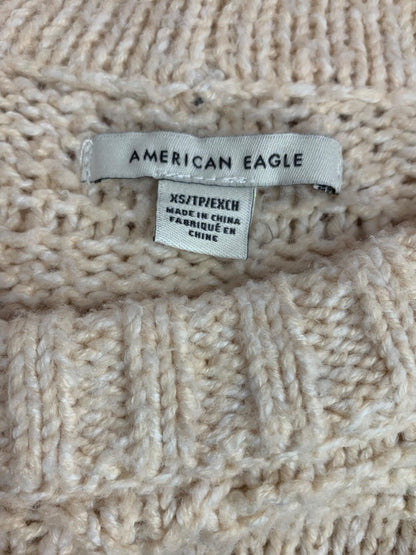 AMERICAN EAGLE
XS/TP/EXCH
MADE IN CHINA
FABRIQUÉ EN
CHINE